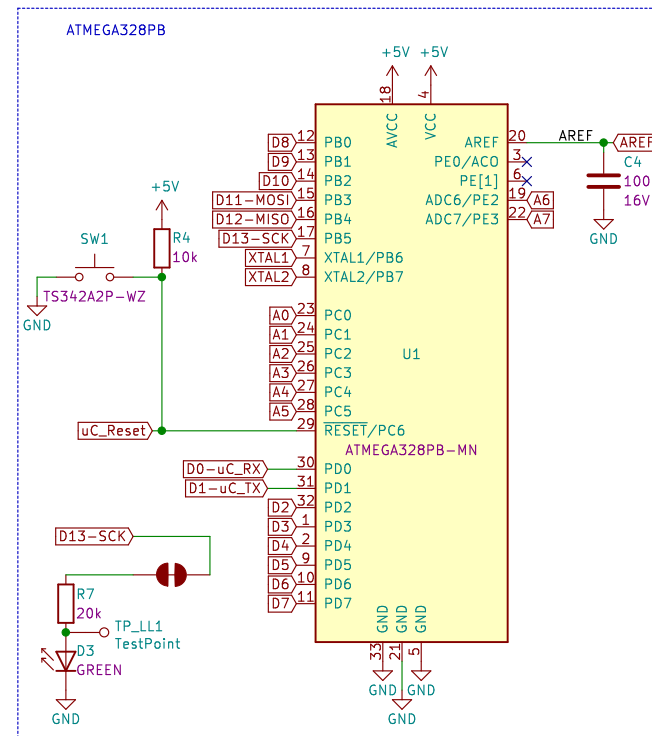 ATMEGA328PB
+5V +5V
18 4
AVCC VCC
D8 12 PB0
D9 13 PB1
D10 14 PB2
D11-MOSI 15 PB3
D12-MISO 16 PB4
D13-SCK 17 PB5
XTAL1 7 XTAL1/PB6
XTAL2 8 XTAL2/PB7
A0 23 PC0
A1 24 PC1
A2 25 PC2
A3 26 PC3
A4 27 PC4
A5 28 PC5
uC_Reset 29 RESET/PC6
U1
ATMEGA328PB-MN
D0-uC_RX 30 PD0
D1-uC_TX 31 PD1
D2 32 PD2
D3 1 PD3
D4 2 PD4
D5 9 PD5
D6 10 PD6
D7 11 PD7
AREF 20 AREF AREF
PE0/ACO 3
PE[1] 6
ADC6/PE2 19 A6
ADC7/PE3 22 A7
C4
100
16V
GND
+5V
R4
10k
SW1
TS342A2P-WZ
GND
D13-SCK
R7
20k
TP_LL1
TestPoint
D3
GREEN
GND
GND GND GND
33 21 5
GND GND
GND